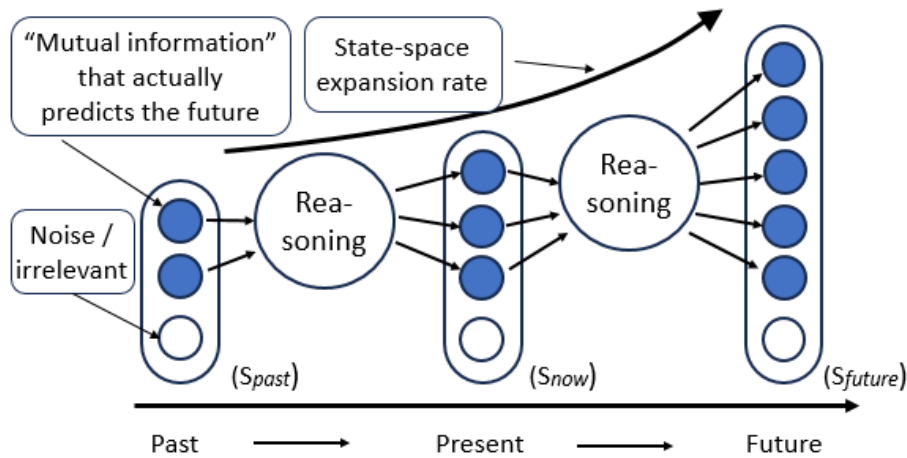 “Mutual information”
that actually
predicts the future
State-space
expansion rate
Noise /
irrelevant
Rea-
soning
Rea-
soning
(Spast)
(Snow)
(Sfuture)
Past
Present
Future